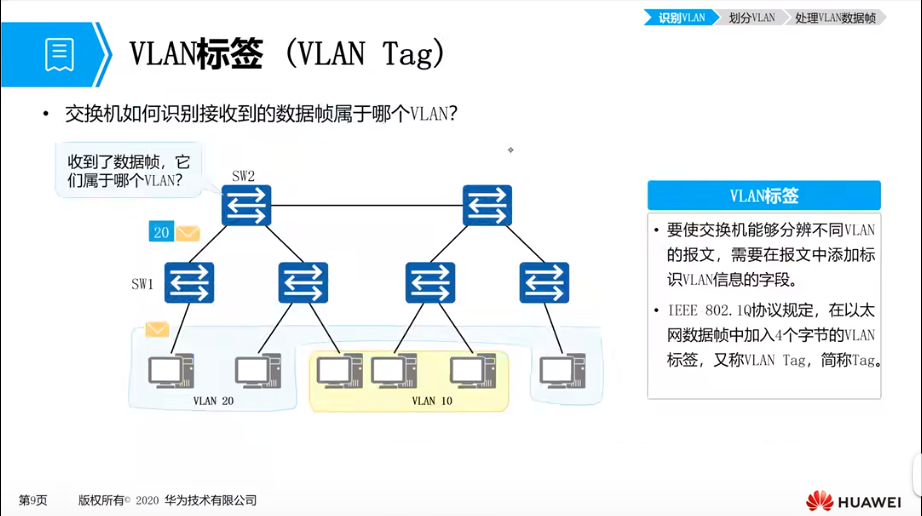 识别VLAN 划分VLAN 处理VLAN数据帧
VLAN标签（VLAN Tag）
• 交换机如何识别接收到的数据帧属于哪个VLAN？
收到了数据帧，它
们属于哪个VLAN？
SW2
20
SW1
VLAN 20
VLAN 10
VLAN标签
• 要使交换机能够分辨不同VLAN
的报文，需要在报文中添加标
识VLAN信息的字段。
• IEEE 802.1Q协议规定，在以太
网数据帧中加入4个字节的VLAN
标签，又称VLAN Tag，简称Tag。
第9页 版权所有© 2020 华为技术有限公司
HUAWEI